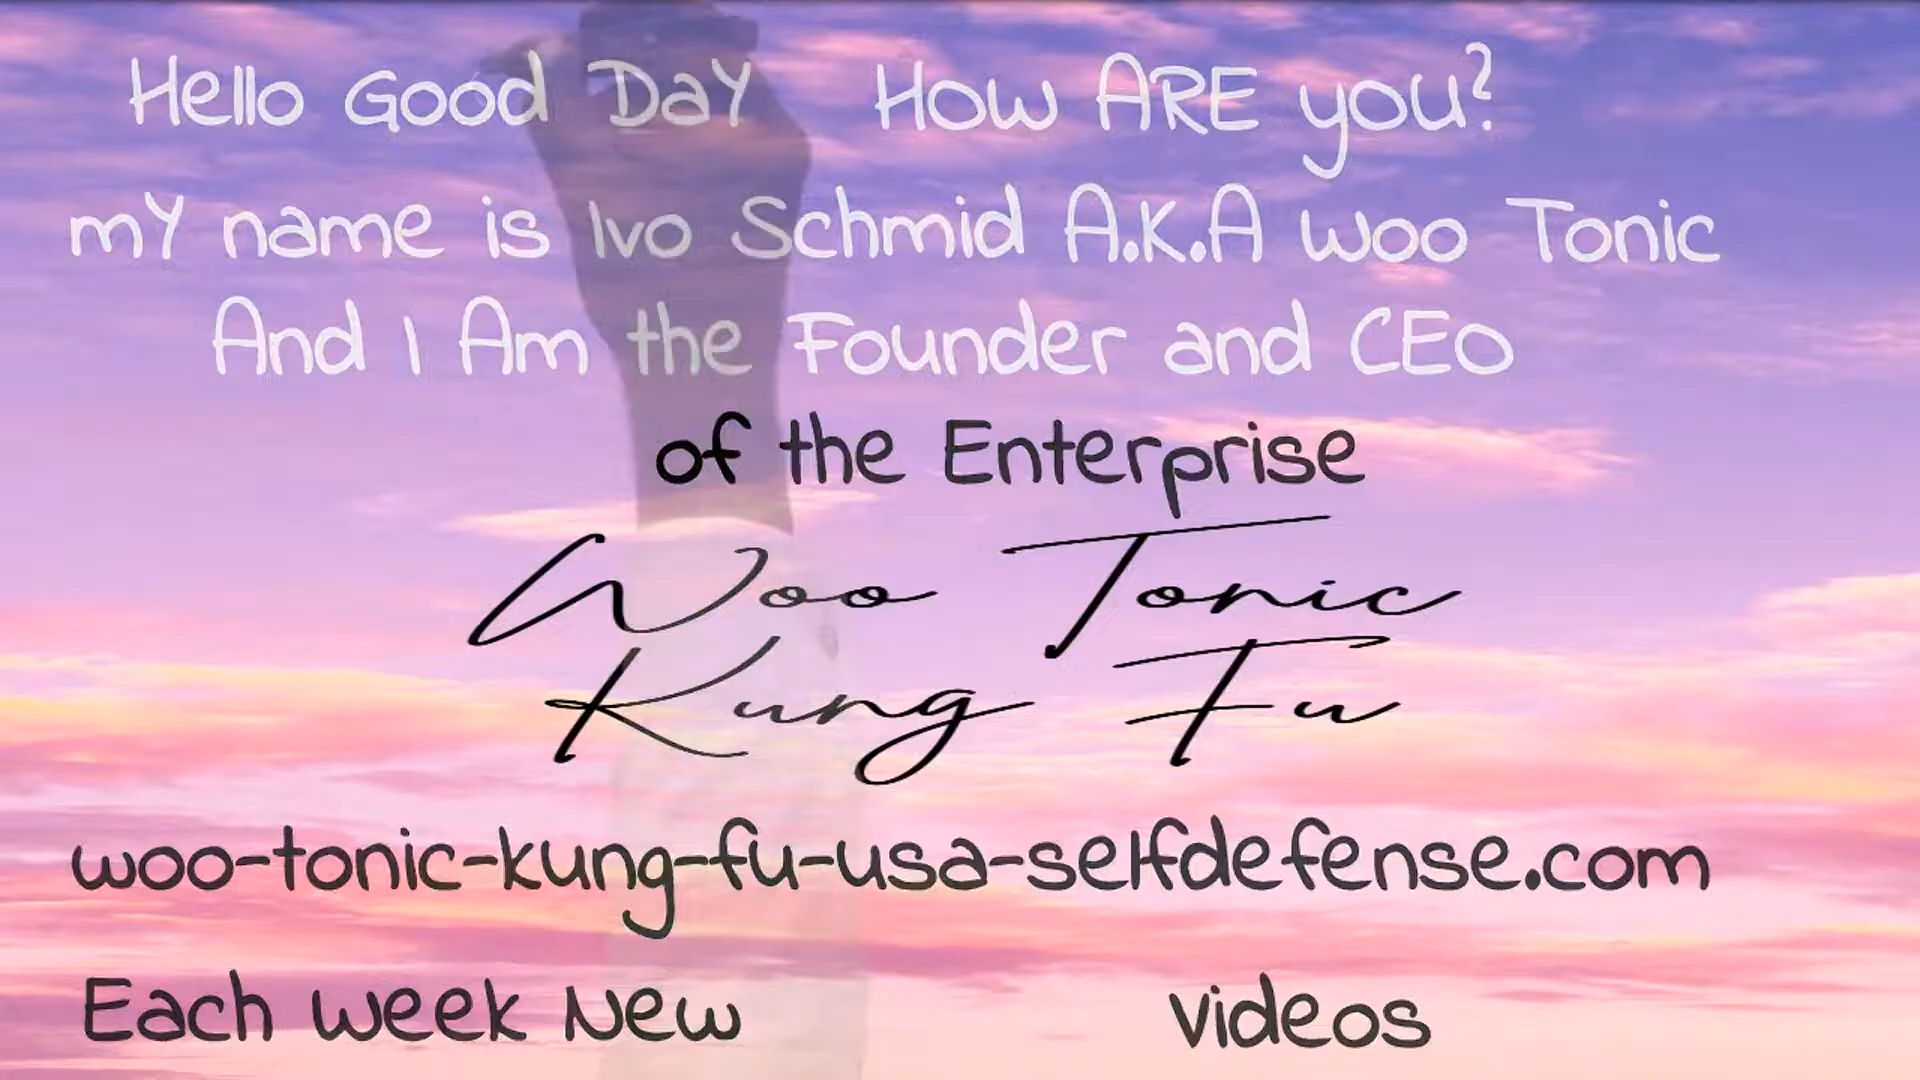 Hello Good DaY How ARE you?
mY name is Ivo Schmid A.K.A Woo Tonic
And I Am the Founder and CEO
of the Enterprise
Woo Tonic
Kung Fu
woo-tonic-kung-fu-usa-selfdefense.com
Each week New videos